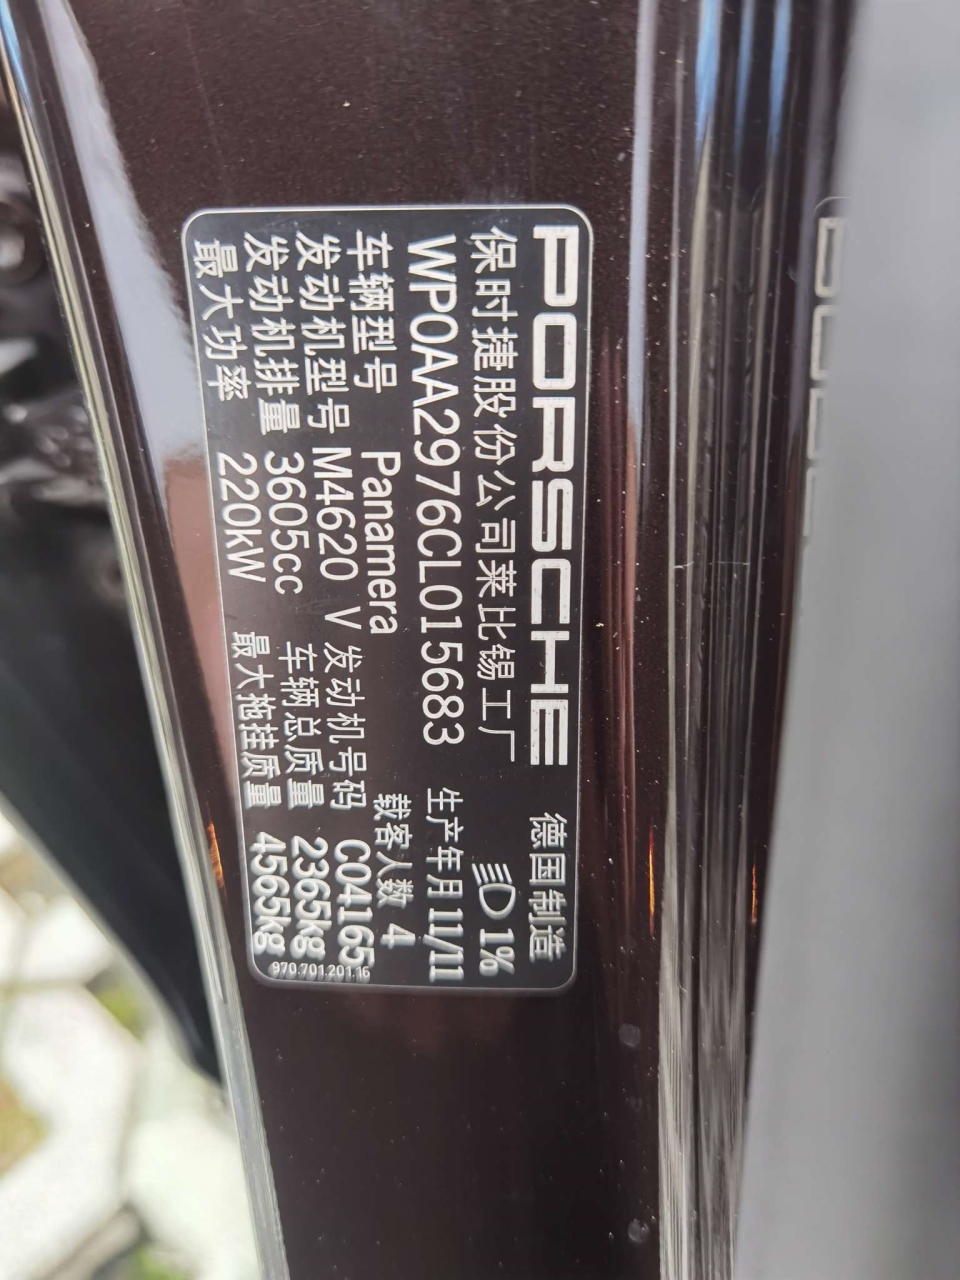 PORSCHE 德国制造
保时捷股份公司莱比锡工厂 1%
WP0AA2976CL015683 生产年月 11/11
车辆型号 Panamera 载客人数 4
发动机型号 M4620 V 发动机号码 C04165
发动机排量 3605cc 车辆总质量 2365kg
最大功率 220kW 最大拖挂质量 4565kg
970.701.201.16